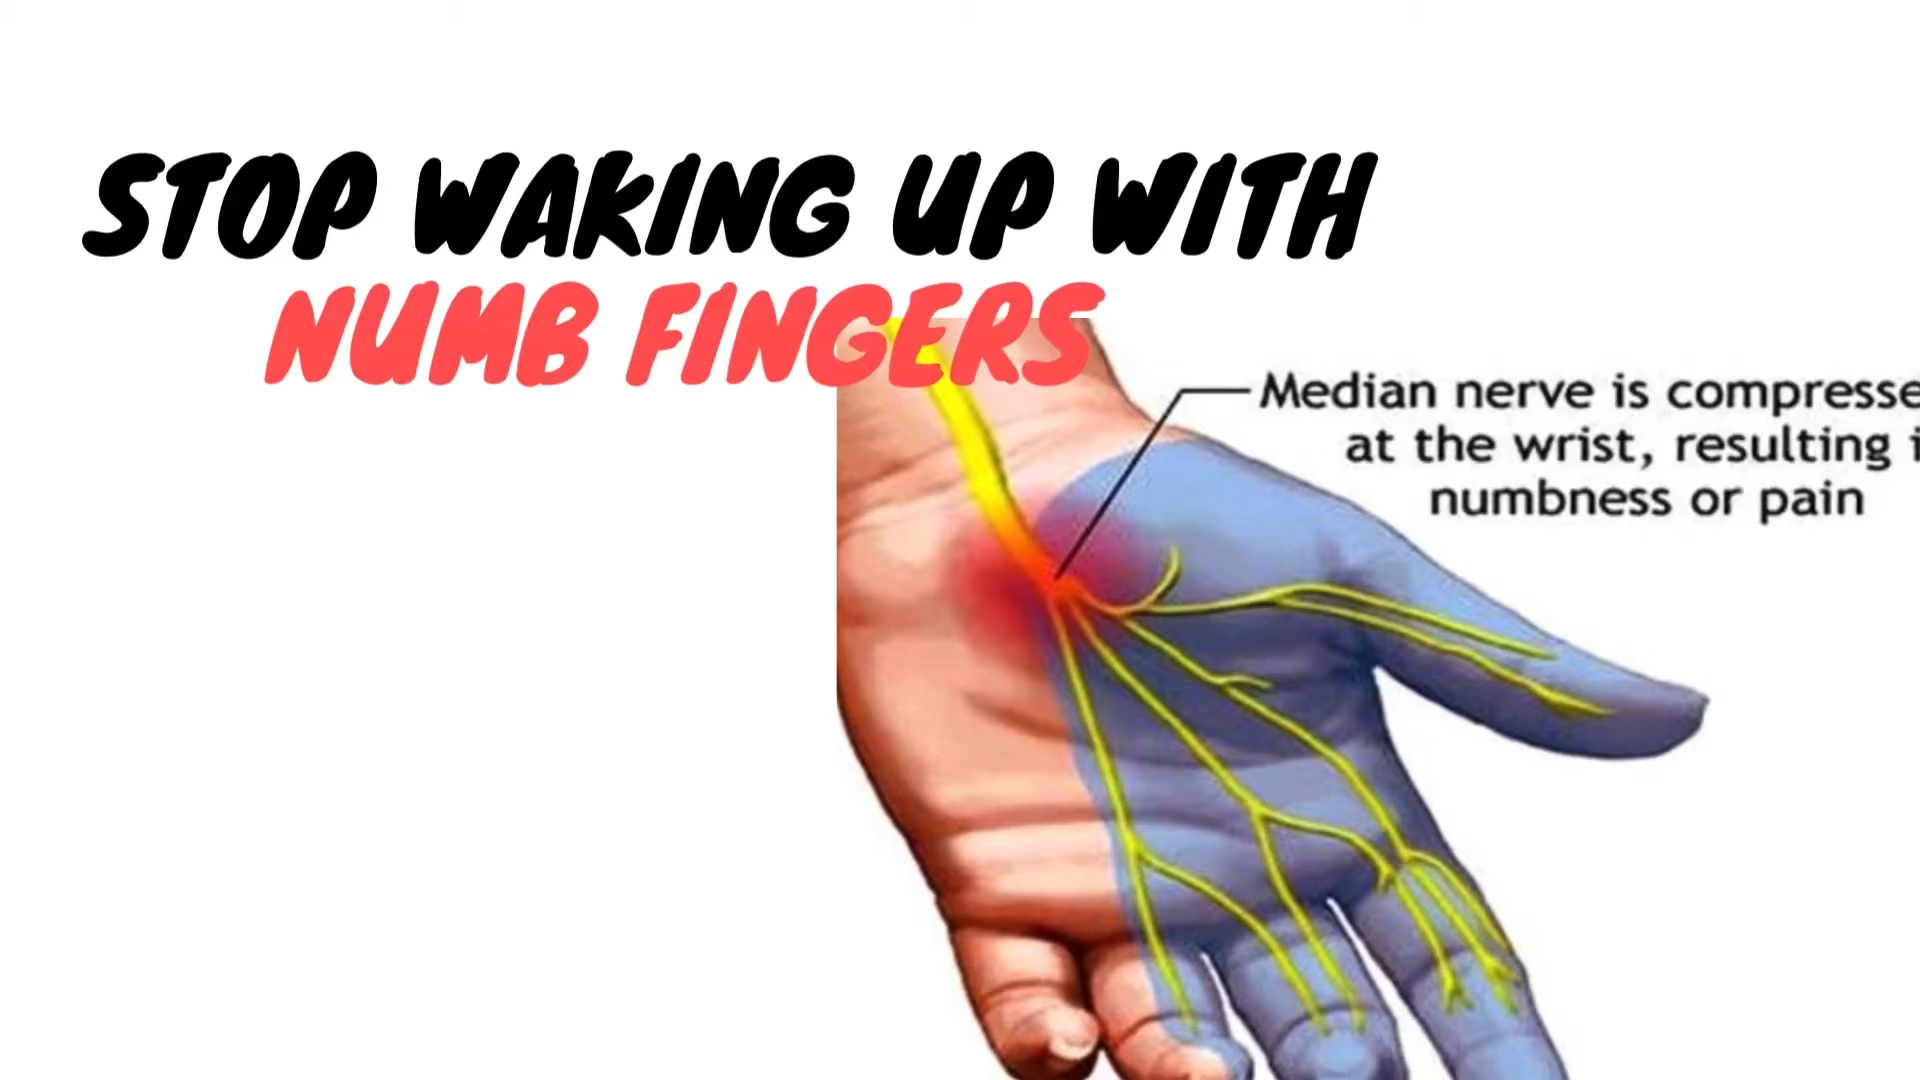 STOP WAKING UP WITH
NUMB FINGERS
Median nerve is compresse
at the wrist, resulting i
numbness or pain